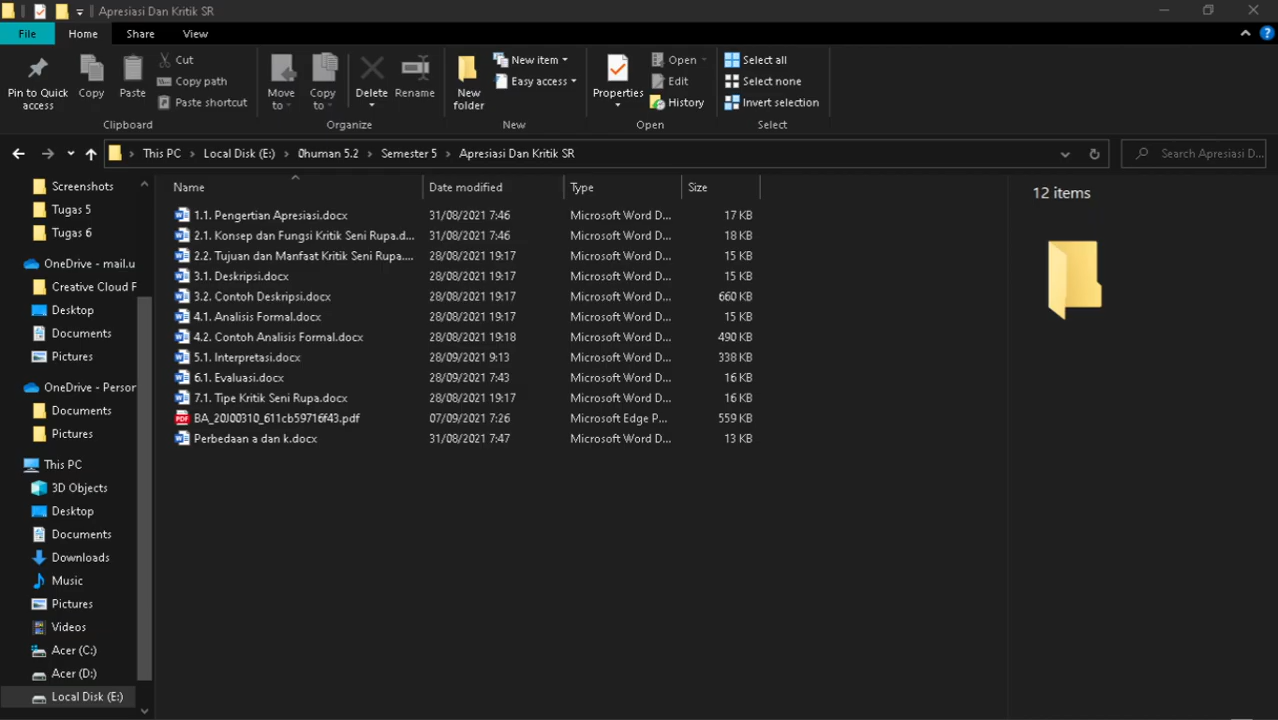 Apresiasi Dan Kritik SR
File Home Share View
Pin to Quick access
Copy
Paste
Cut
Copy path
Paste shortcut
Clipboard
Move to
Copy to
Delete
Rename
Organize
New folder
New item
Easy access
New
Properties
Open
Edit
History
Open
Select all
Select none
Invert selection
Select
This PC Local Disk (E:) 0human 5.2 Semester 5 Apresiasi Dan Kritik SR
Search Apresiasi D...
Screenshots
Tugas 5
Tugas 6
OneDrive - mail.u
Creative Cloud F
Desktop
Documents
Pictures
OneDrive - Person
Documents
Pictures
This PC
3D Objects
Desktop
Documents
Downloads
Music
Pictures
Videos
Acer (C:)
Acer (D:)
Local Disk (E:)
Name Date modified Type Size
1.1. Pengertian Apresiasi.docx 31/08/2021 7:46 Microsoft Word D... 17 KB
2.1. Konsep dan Fungsi Kritik Seni Rupa.d... 31/08/2021 7:46 Microsoft Word D... 18 KB
2.2. Tujuan dan Manfaat Kritik Seni Rupa.... 28/08/2021 19:17 Microsoft Word D... 15 KB
3.1. Deskripsi.docx 28/08/2021 19:17 Microsoft Word D... 15 KB
3.2. Contoh Deskripsi.docx 28/08/2021 19:17 Microsoft Word D... 660 KB
4.1. Analisis Formal.docx 28/08/2021 19:17 Microsoft Word D... 15 KB
4.2. Contoh Analisis Formal.docx 28/08/2021 19:18 Microsoft Word D... 490 KB
5.1. Interpretasi.docx 28/09/2021 9:13 Microsoft Word D... 338 KB
6.1. Evaluasi.docx 28/09/2021 7:43 Microsoft Word D... 16 KB
7.1. Tipe Kritik Seni Rupa.docx 28/08/2021 19:17 Microsoft Word D... 16 KB
PDF BA_20J00310_611cb59716f43.pdf 07/09/2021 7:26 Microsoft Edge P... 559 KB
Perbedaan a dan k.docx 31/08/2021 7:47 Microsoft Word D... 13 KB
12 items